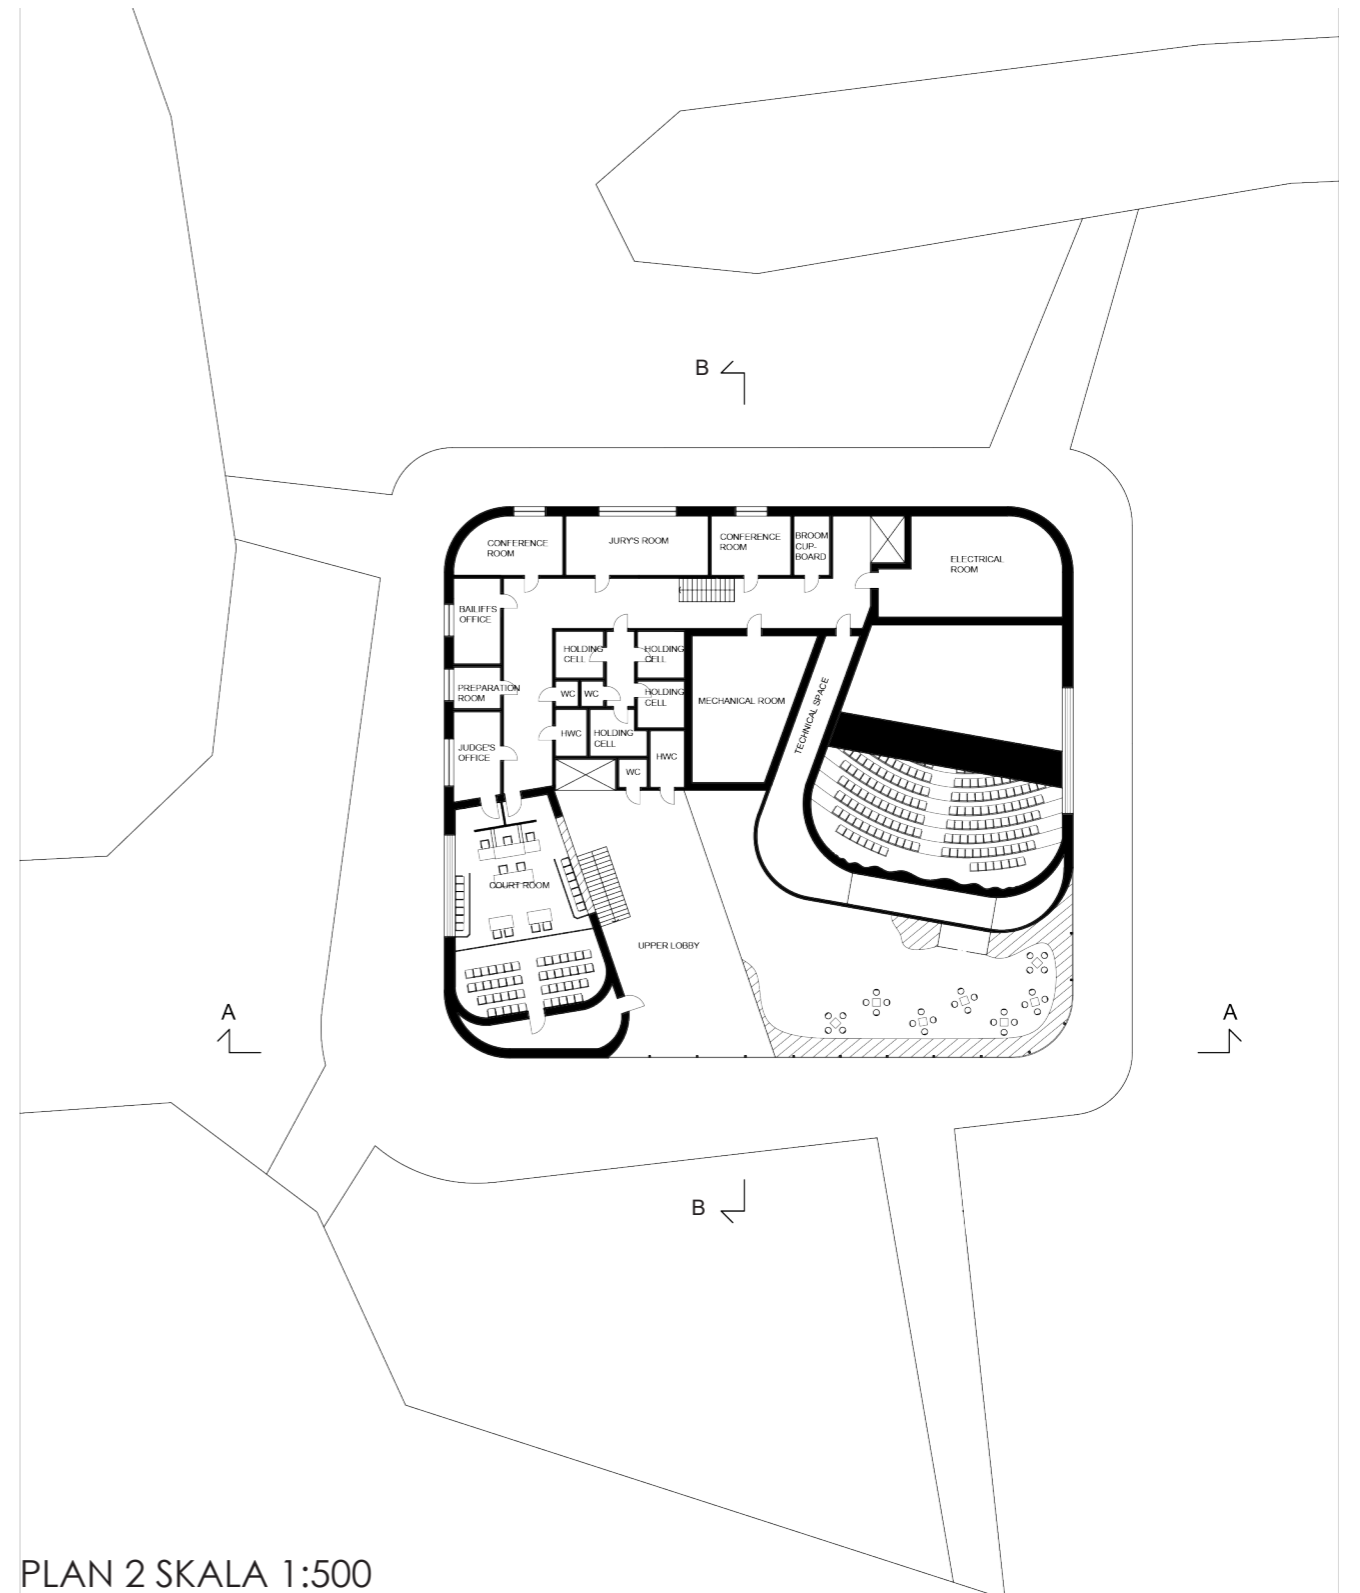 B
CONFERENCE
ROOM
JURY'S ROOM
CONFERENCE
ROOM
BROOM
CUP-
BOARD
ELECTRICAL
ROOM
BAILIFF'S
OFFICE
HOLDING
CELL
HOLDING
CELL
PREPARATION
ROOM
WC
WC
HOLDING
CELL
MECHANICAL ROOM
TECHNICAL SPACE
JUDGE'S
OFFICE
HWC
HOLDING
CELL
HWC
WC
COURT ROOM
UPPER LOBBY
A
A
B
PLAN 2 SKALA 1:500